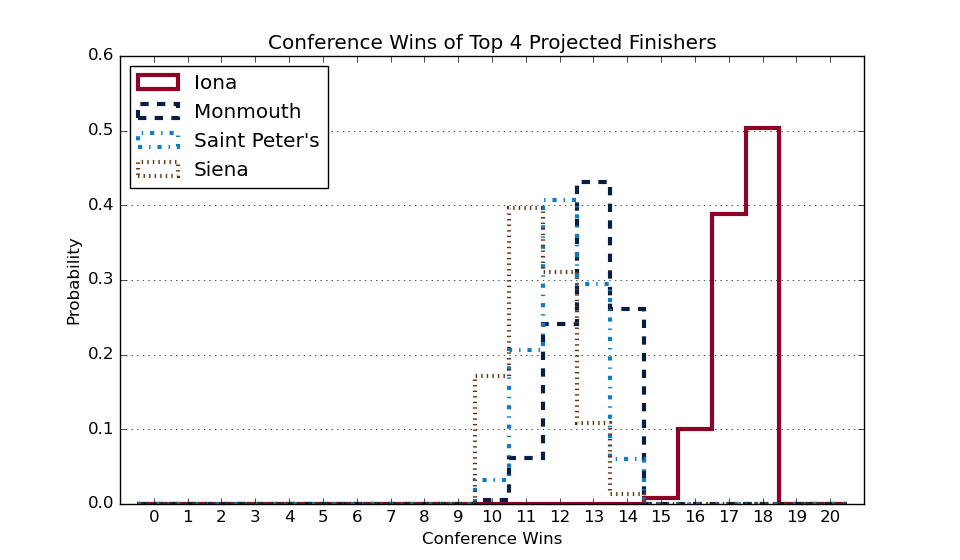 Conference Wins of Top 4 Projected Finishers
0.6
0.5
0.4
0.3
0.2
0.1
0.0
Probability
Iona
Monmouth
Saint Peter's
Siena
0 1 2 3 4 5 6 7 8 9 10 11 12 13 14 15 16 17 18 19 20
Conference Wins